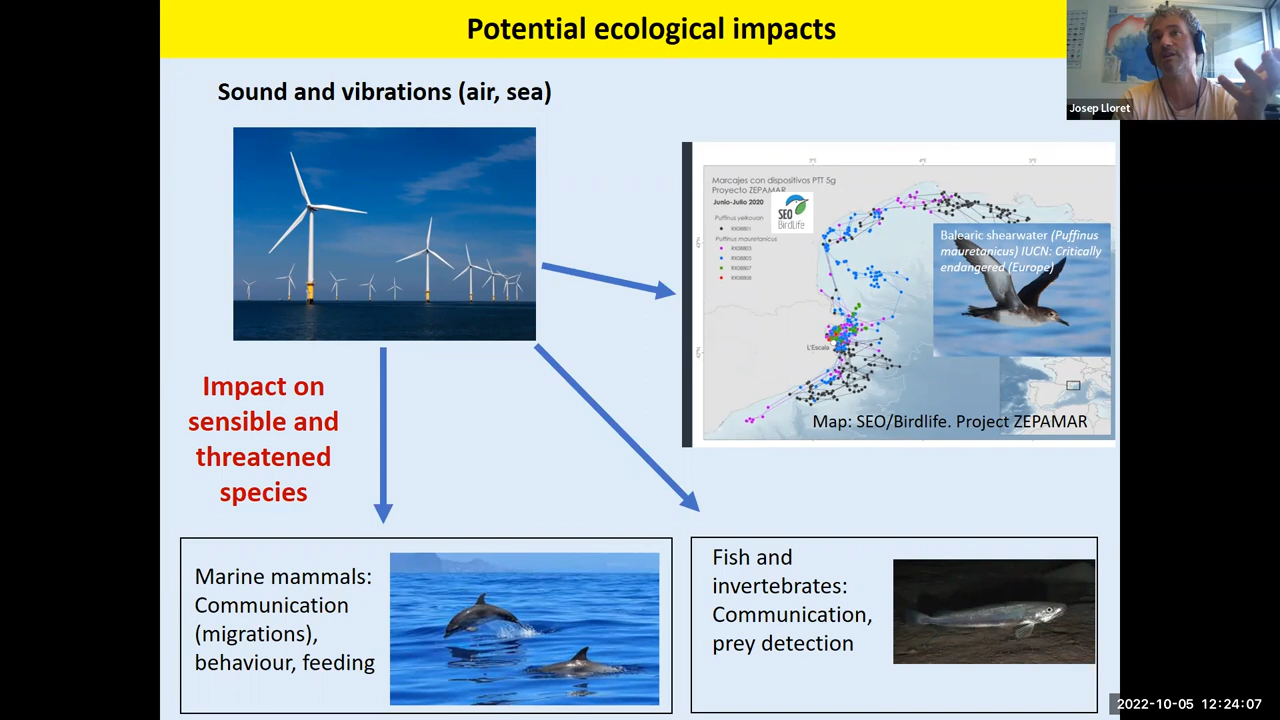 Potential ecological impacts
Josep Lloret
Sound and vibrations (air, sea)
Marcajes con dispositivos PTT 5g
Proyecto ZEPAMAR
Junio-Julio 2020
SEO
BirdLife
Puffinus yelkouan
Puffinus mauretanicus
L'Escala
Balearic shearwater (Puffinus
mauretanicus) IUCN: Critically
endangered (Europe)
Map: SEO/Birdlife. Project ZEPAMAR
Impact on
sensible and
threatened
species
Marine mammals:
Communication
(migrations),
behaviour, feeding
Fish and
invertebrates:
Communication,
prey detection
2022-10-05 12:24:07